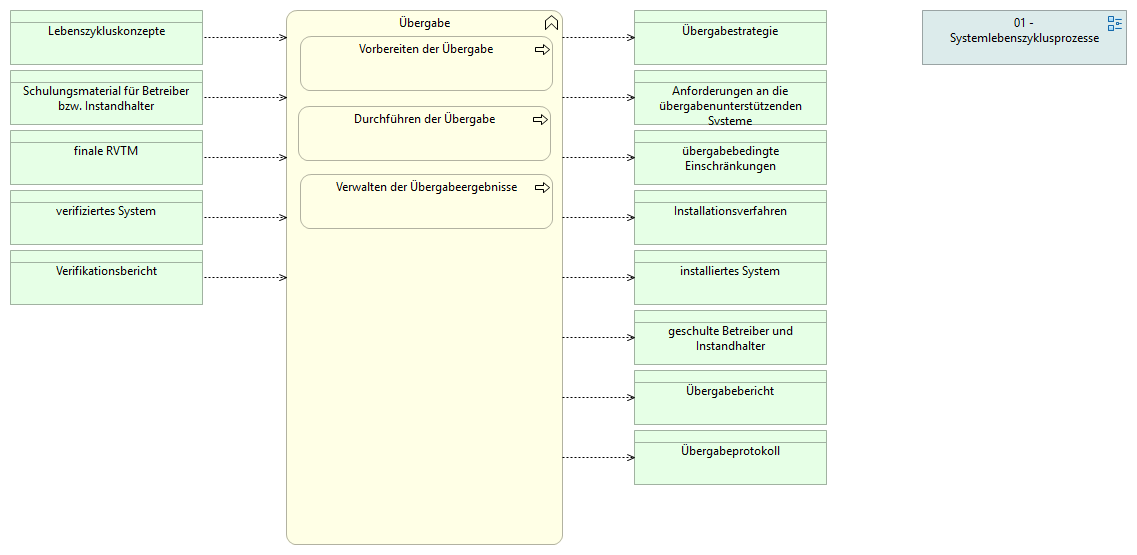 Lebenszykluskonzepte
Schulungsmaterial für Betreiber
bzw. Instandhalter
finale RVTM
verifiziertes System
Verifikationsbericht
Übergabe
Vorbereiten der Übergabe
Durchführen der Übergabe
Verwalten der Übergabeergebnisse
Übergabestrategie
Anforderungen an die
übergabenunterstützenden
Systeme
übergabebedingte
Einschränkungen
Installationsverfahren
installiertes System
geschulte Betreiber und
Instandhalter
Übergabebericht
Übergabeprotokoll
01 -
Systemlebenszyklusprozesse